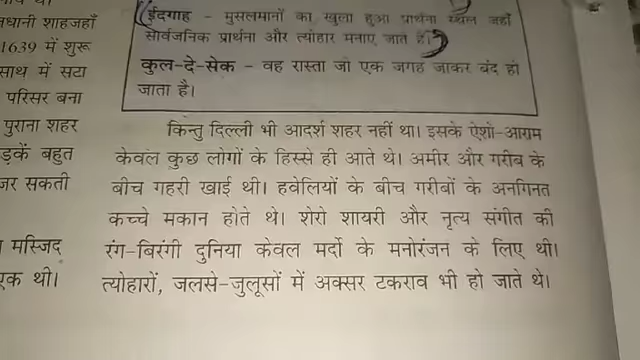 धानी शाहजहाँ
1639 में शुरू
साथ में सटा
परिसर बना
पुराना शहर
ड़कें बहुत
जर सकती
मस्जिद
एक थी।
ईदगाह - मुसलमानों का खुला हुआ प्रार्थना स्थल जहाँ
सार्वजनिक प्रार्थना और त्योहार मनाए जाते हैं।
कुल-दे-सेक - वह रास्ता जो एक जगह जाकर बंद हो
जाता है।
किन्तु दिल्ली भी आदर्श शहर नहीं था। इसके ऐशो-आराम
केवल कुछ लोगों के हिस्से ही आते थे। अमीर और गरीब के
बीच गहरी खाई थी। हवेलियों के बीच गरीबों के अनगिनत
कच्चे मकान होते थे। शेरो शायरी और नृत्य संगीत की
रंग-बिरंगी दुनिया केवल मर्दो के मनोरंजन के लिए थी।
त्योहारों, जलसे-जुलूसों में अक्सर टकराव भी हो जाते थे।